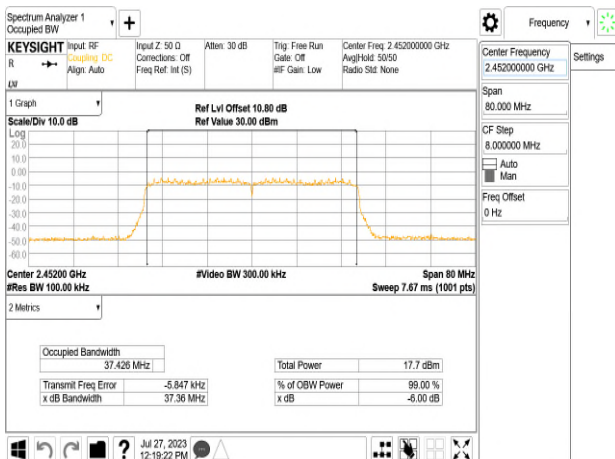 Spectrum Analyzer 1
Occupied BW
+
Frequency
KEYSIGHT
R
Input: RF
Coupling: DC
Align: Auto
Input Z: 50 Ω
Corrections: Off
Freq Ref: Int (S)
Atten: 30 dB
Trig: Free Run
Gate: Off
#IF Gain: Low
Center Freq: 2.452000000 GHz
Avg|Hold: 50/50
Radio Std: None
Center Frequency
2.452000000 GHz
Settings
Span
80.000 MHz
CF Step
8.000000 MHz
Auto
Man
Freq Offset
0 Hz
1 Graph
Scale/Div 10.0 dB
Ref Lvl Offset 10.80 dB
Ref Value 30.00 dBm
Log
20.0
10.0
0.00
-10.0
-20.0
-30.0
-40.0
-50.0
-60.0
Center 2.45200 GHz
#Res BW 100.00 kHz
#Video BW 300.00 kHz
Span 80 MHz
Sweep 7.67 ms (1001 pts)
2 Metrics
Occupied Bandwidth
37.426 MHz
Total Power 17.7 dBm
Transmit Freq Error -5.847 kHz
% of OBW Power 99.00 %
x dB Bandwidth 37.36 MHz
x dB -6.00 dB
?
Jul 27, 2023
12:19:22 PM